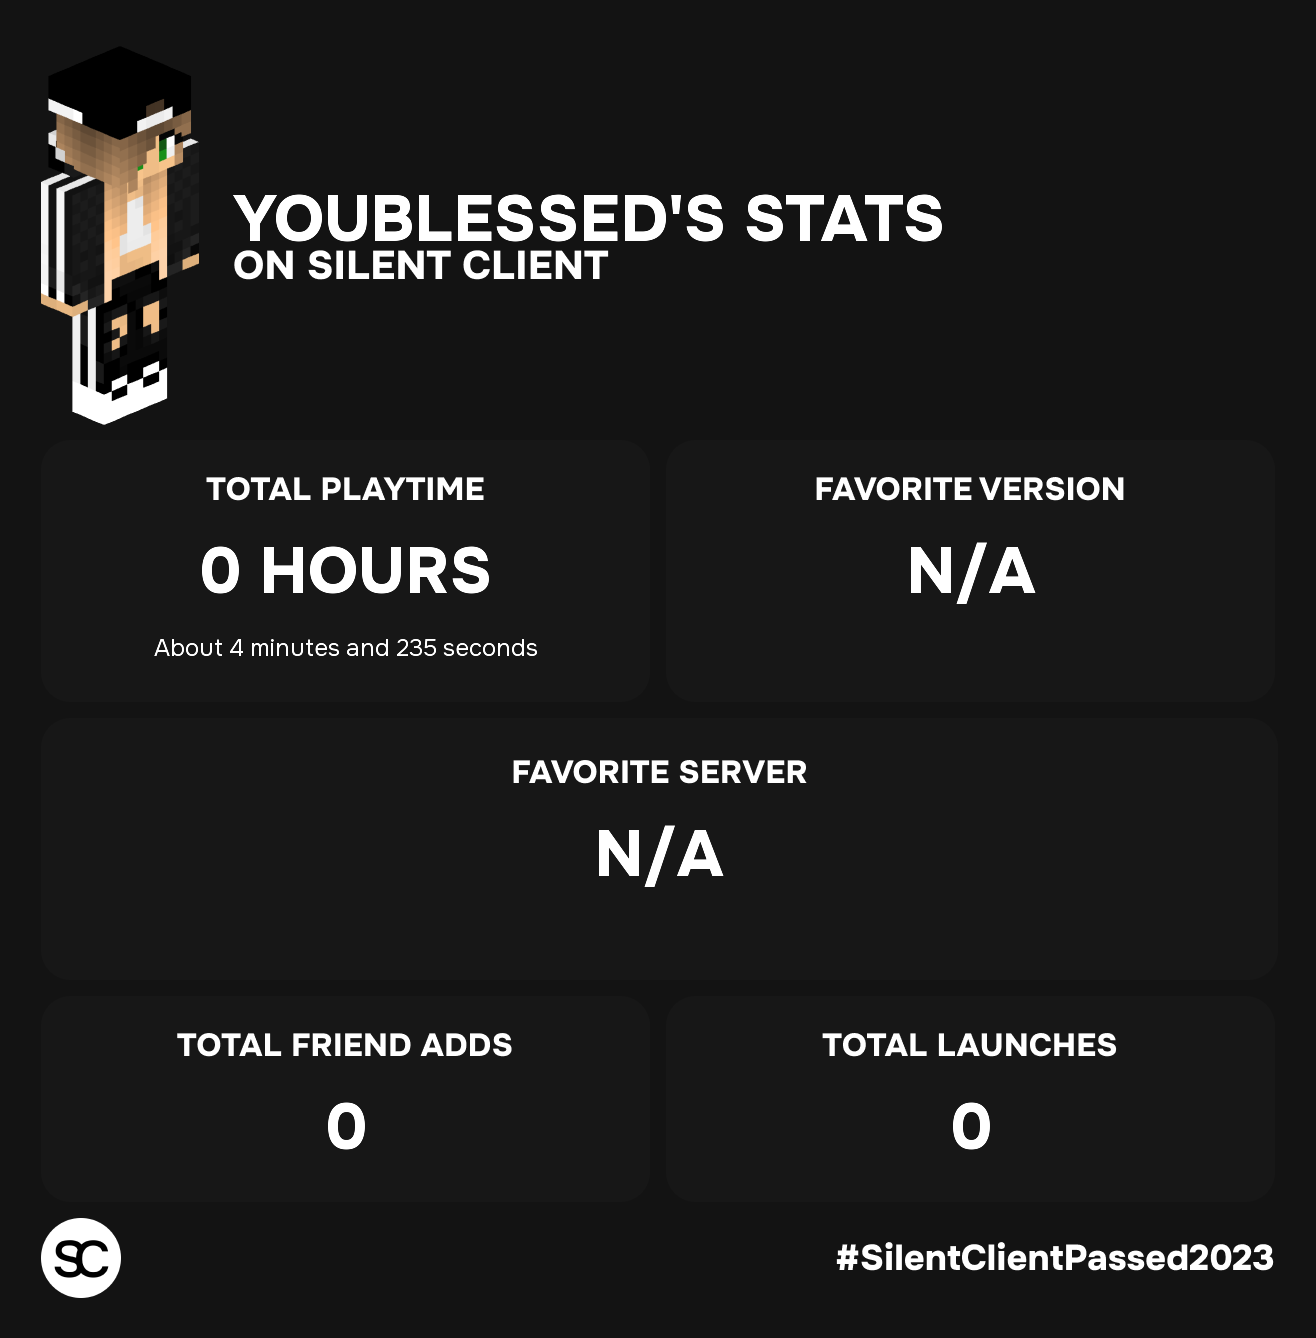 YOUBLESSED'S STATS
ON SILENT CLIENT
TOTAL PLAYTIME
0 HOURS
About 4 minutes and 235 seconds
FAVORITE VERSION
N/A
FAVORITE SERVER
N/A
TOTAL FRIEND ADDS
0
TOTAL LAUNCHES
0
SC
#SilentClientPassed2023